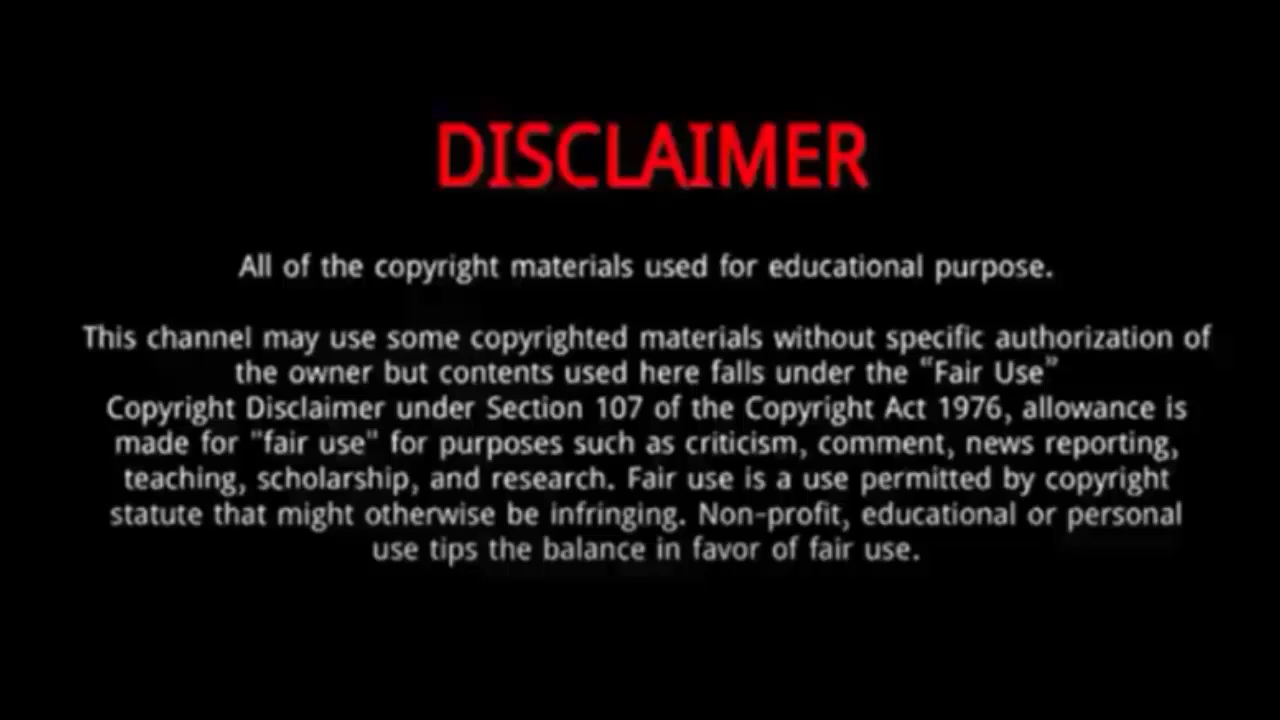 DISCLAIMER
All of the copyright materials used for educational purpose.
This channel may use some copyrighted materials without specific authorization of
the owner but contents used here falls under the “Fair Use”
Copyright Disclaimer under Section 107 of the Copyright Act 1976, allowance is
made for "fair use" for purposes such as criticism, comment, news reporting,
teaching, scholarship, and research. Fair use is a use permitted by copyright
statute that might otherwise be infringing. Non-profit, educational or personal
use tips the balance in favor of fair use.